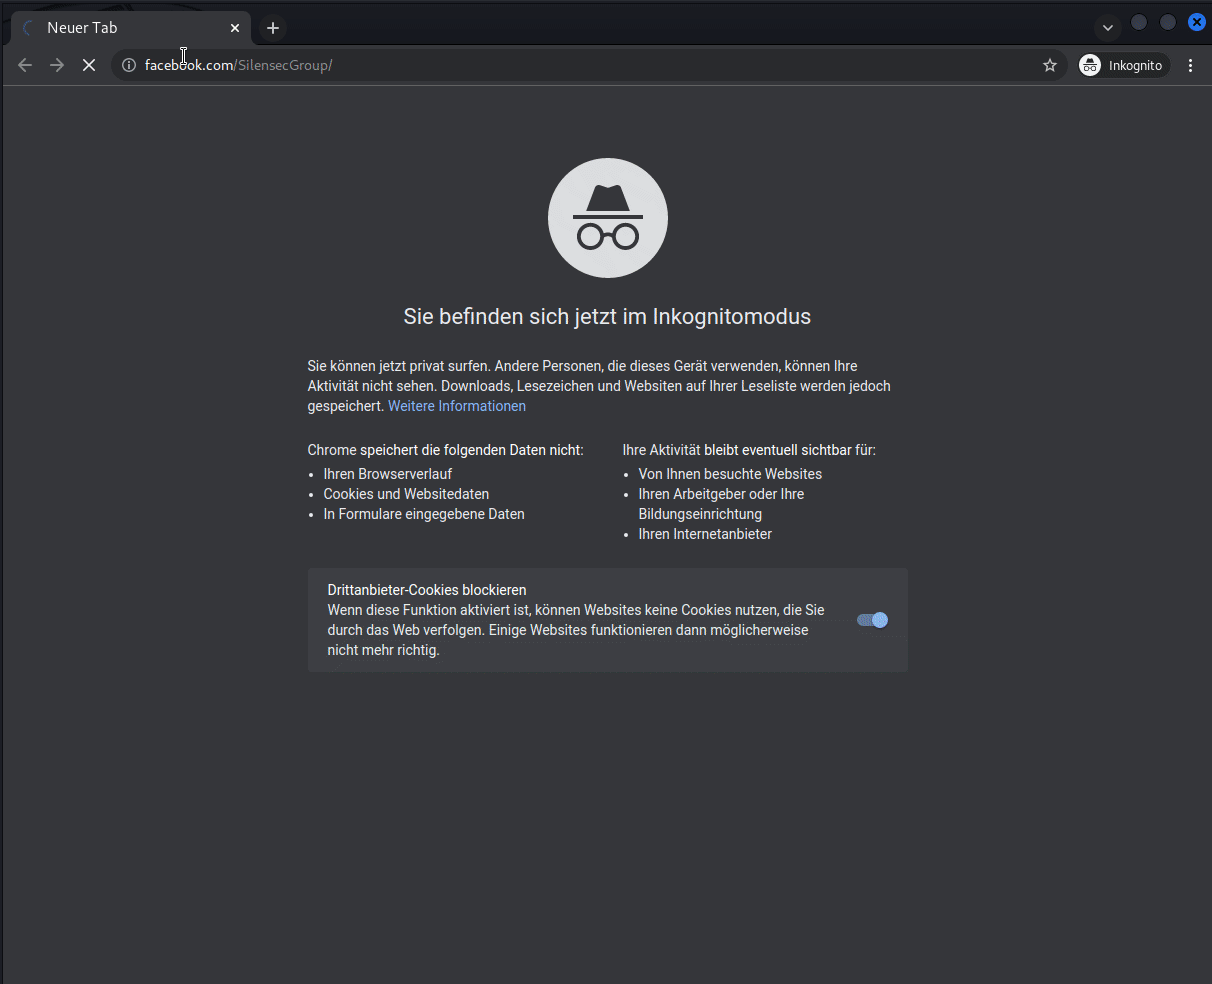 Neuer Tab
facebook.com/SilensecGroup/
Inkognito
Sie befinden sich jetzt im Inkognitomodus
Sie können jetzt privat surfen. Andere Personen, die dieses Gerät verwenden, können Ihre
Aktivität nicht sehen. Downloads, Lesezeichen und Websiten auf Ihrer Leseliste werden jedoch
gespeichert. Weitere Informationen
Chrome speichert die folgenden Daten nicht:
Ihren Browserverlauf
Cookies und Websitedaten
In Formulare eingegebene Daten
Ihre Aktivität bleibt eventuell sichtbar für:
Von Ihnen besuchte Websites
Ihren Arbeitgeber oder Ihre
Bildungseinrichtung
Ihren Internetanbieter
Drittanbieter-Cookies blockieren
Wenn diese Funktion aktiviert ist, können Websites keine Cookies nutzen, die Sie
durch das Web verfolgen. Einige Websites funktionieren dann möglicherweise
nicht mehr richtig.